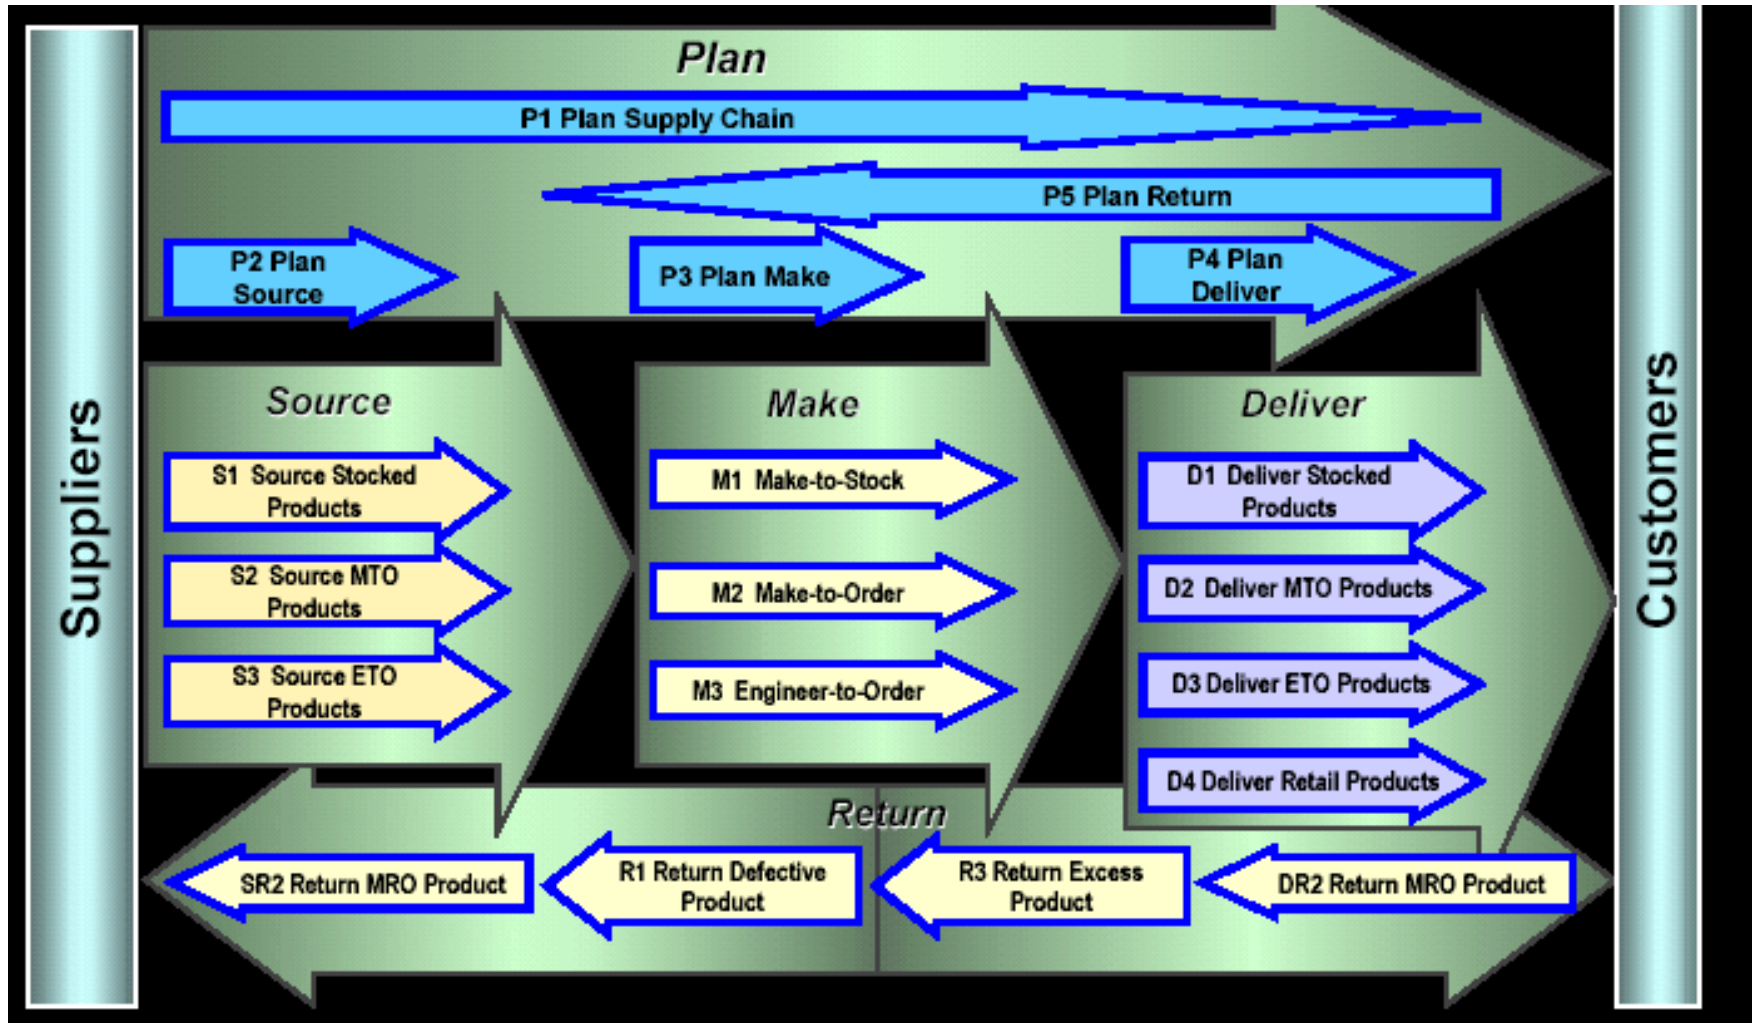 Plan
P1 Plan Supply Chain
P5 Plan Return
P2 Plan
Source
P3 Plan Make
P4 Plan
Deliver
Suppliers
Source
S1 Source Stocked
Products
S2 Source MTO
Products
S3 Source ETO
Products
Make
M1 Make-to-Stock
M2 Make-to-Order
M3 Engineer-to-Order
Deliver
D1 Deliver Stocked
Products
D2 Deliver MTO Products
D3 Deliver ETO Products
D4 Deliver Retail Products
Customers
Return
SR2 Return MRO Product
R1 Return Defective
Product
R3 Return Excess
Product
DR2 Return MRO Product